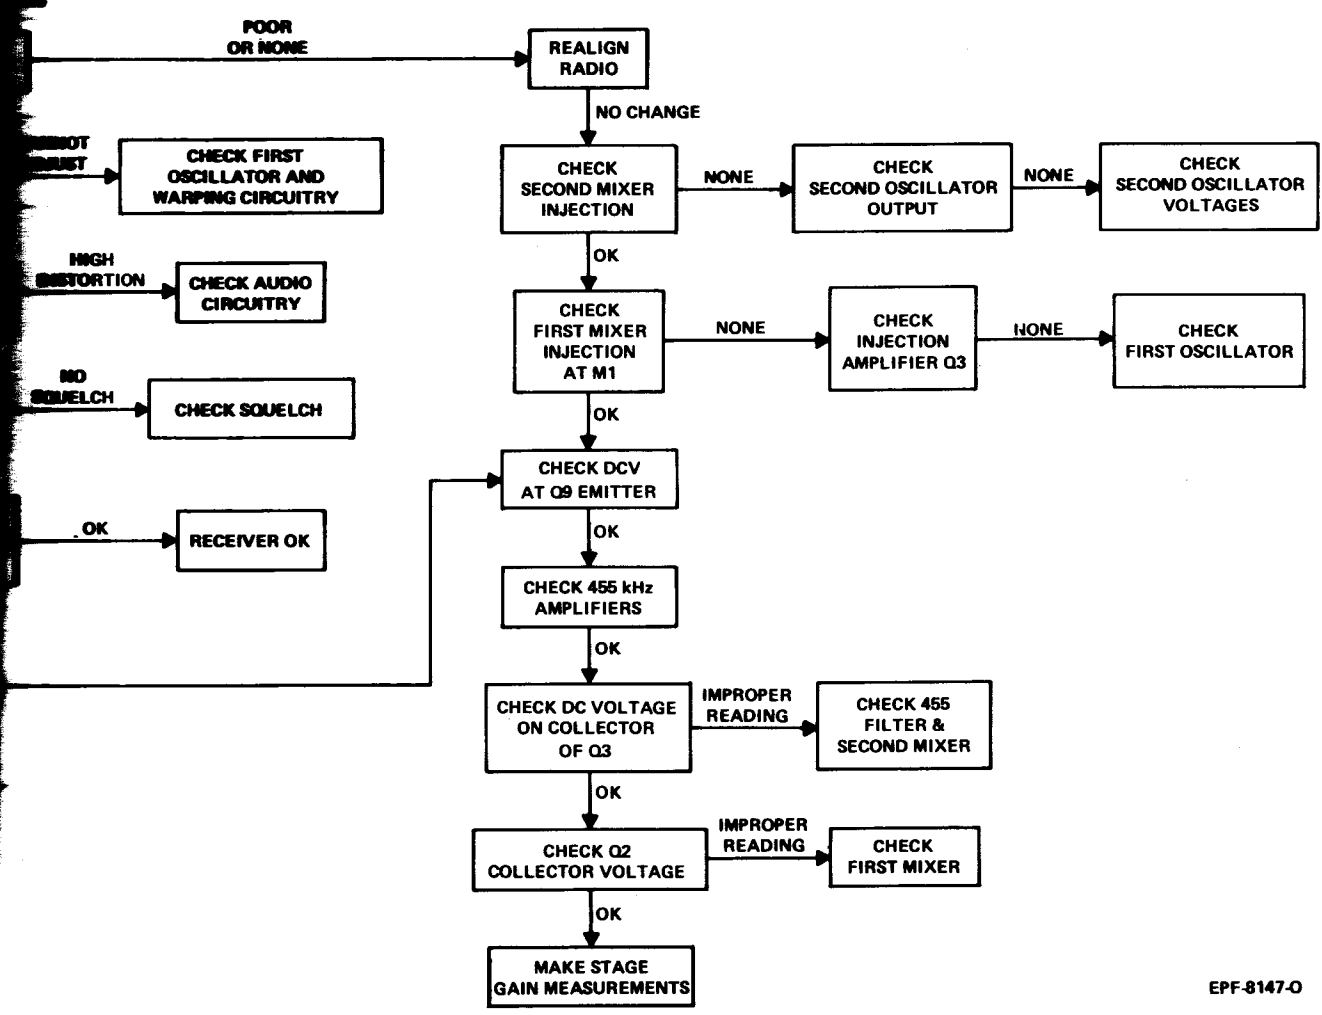 POOR
OR NONE
REALIGN
RADIO
NO CHANGE
CHECK FIRST
OSCILLATOR AND
WARPING CIRCUITRY
CHECK
SECOND MIXER
INJECTION
NONE
CHECK
SECOND OSCILLATOR
OUTPUT
NONE
CHECK
SECOND OSCILLATOR
VOLTAGES
OK
HIGH
DISTORTION
CHECK AUDIO
CIRCUITRY
CHECK
FIRST MIXER
INJECTION
AT M1
NONE
CHECK
INJECTION
AMPLIFIER Q3
NONE
CHECK
FIRST OSCILLATOR
NO
SQUELCH
CHECK SQUELCH
OK
CHECK DCV
AT Q9 EMITTER
OK
RECEIVER OK
OK
CHECK 455 kHz
AMPLIFIERS
OK
CHECK DC VOLTAGE
ON COLLECTOR
OF Q3
IMPROPER
READING
CHECK 455
FILTER &
SECOND MIXER
OK
CHECK Q2
COLLECTOR VOLTAGE
IMPROPER
READING
CHECK
FIRST MIXER
OK
MAKE STAGE
GAIN MEASUREMENTS
EPF-8147-O